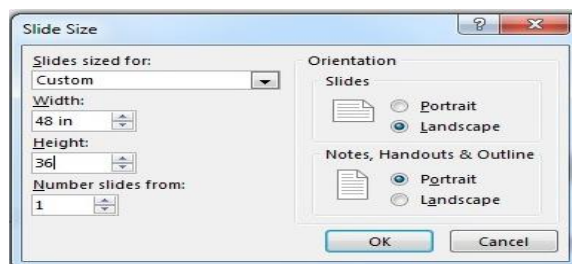 Slide Size
Slides sized for:
Custom
Width:
48 in
Height:
36
Number slides from:
1
Orientation
Slides
Portrait
Landscape
Notes, Handouts & Outline
Portrait
Landscape
OK
Cancel